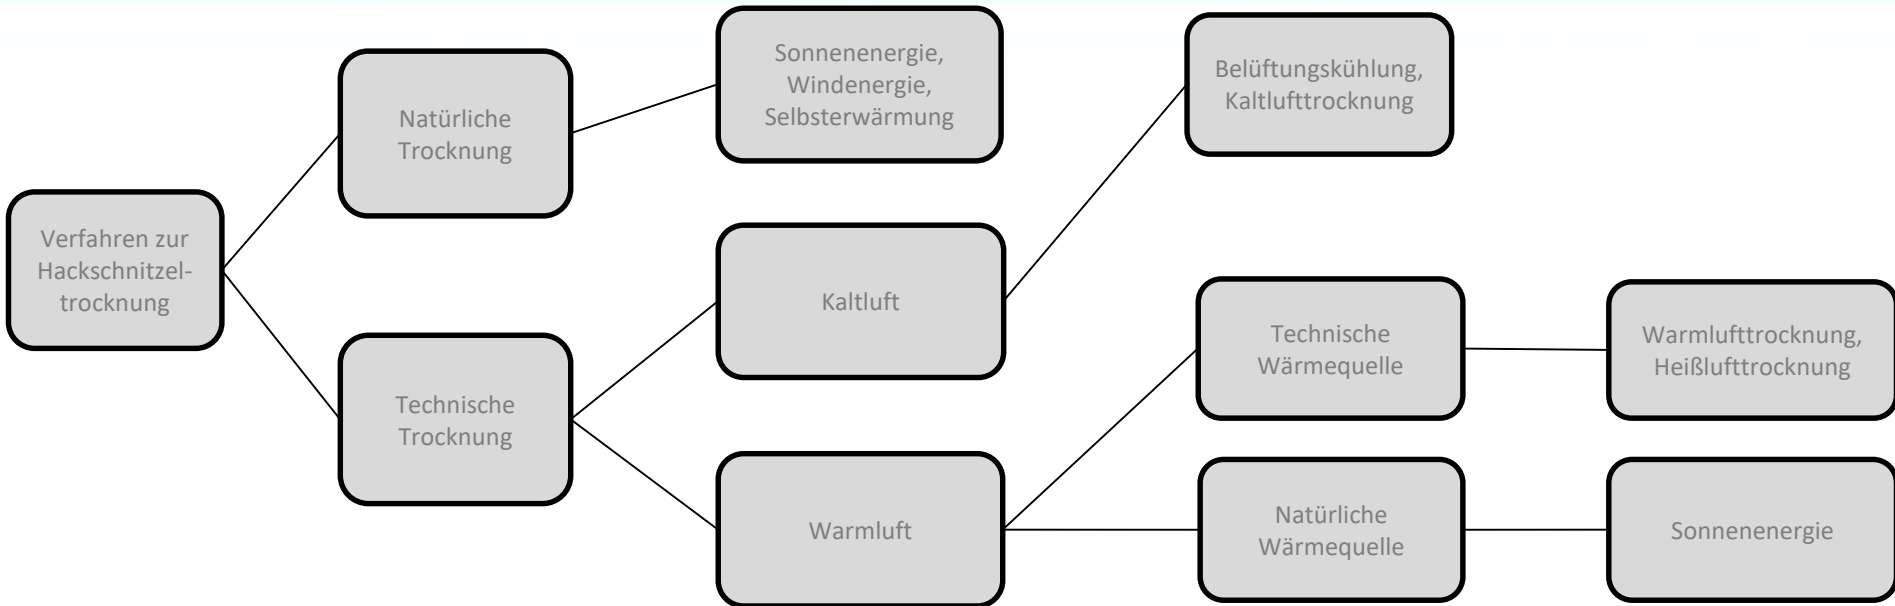 Verfahren zur
Hackschnitzel-
trocknung
Natürliche
Trocknung
Sonnenenergie,
Windenergie,
Selbsterwärmung
Technische
Trocknung
Kaltluft
Belüftungskühlung,
Kaltlufttrocknung
Warmluft
Technische
Wärmequelle
Warmlufttrocknung,
Heißlufttrocknung
Natürliche
Wärmequelle
Sonnenenergie